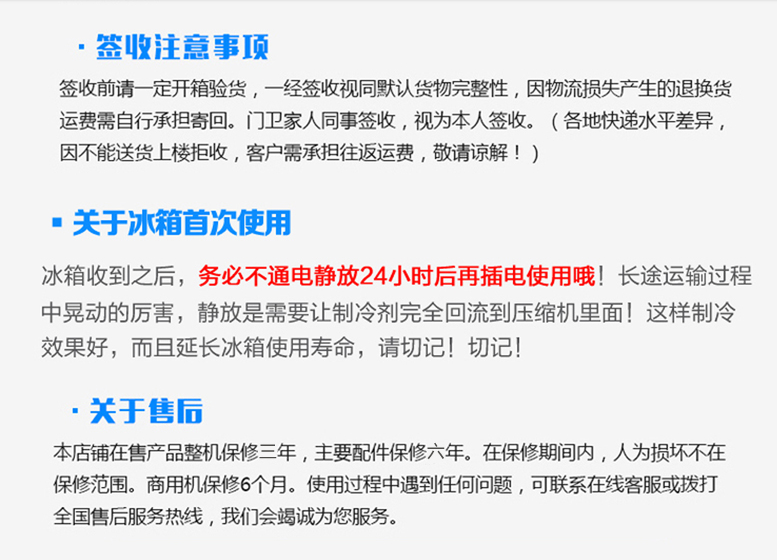 · 签收注意事项
签收前请一定开箱验货，一经签收视同默认货物完整性，因物流损失产生的退换货
运费需自行承担寄回。门卫家人同事签收，视为本人签收。（各地快递水平差异，
因不能送货上楼拒收，客户需承担往返运费，敬请谅解！）
▪ 关于冰箱首次使用
冰箱收到之后，务必不通电静放24小时后再插电使用哦！长途运输过程
中晃动的厉害，静放是需要让制冷剂完全回流到压缩机里面！这样制冷
效果好，而且延长冰箱使用寿命，请切记！切记！
· 关于售后
本店铺在售产品整机保修三年，主要配件保修六年。在保修期间内，人为损坏不在
保修范围。商用机保修6个月。使用过程中遇到任何问题，可联系在线客服或拨打
全国售后服务热线，我们会竭诚为您服务。